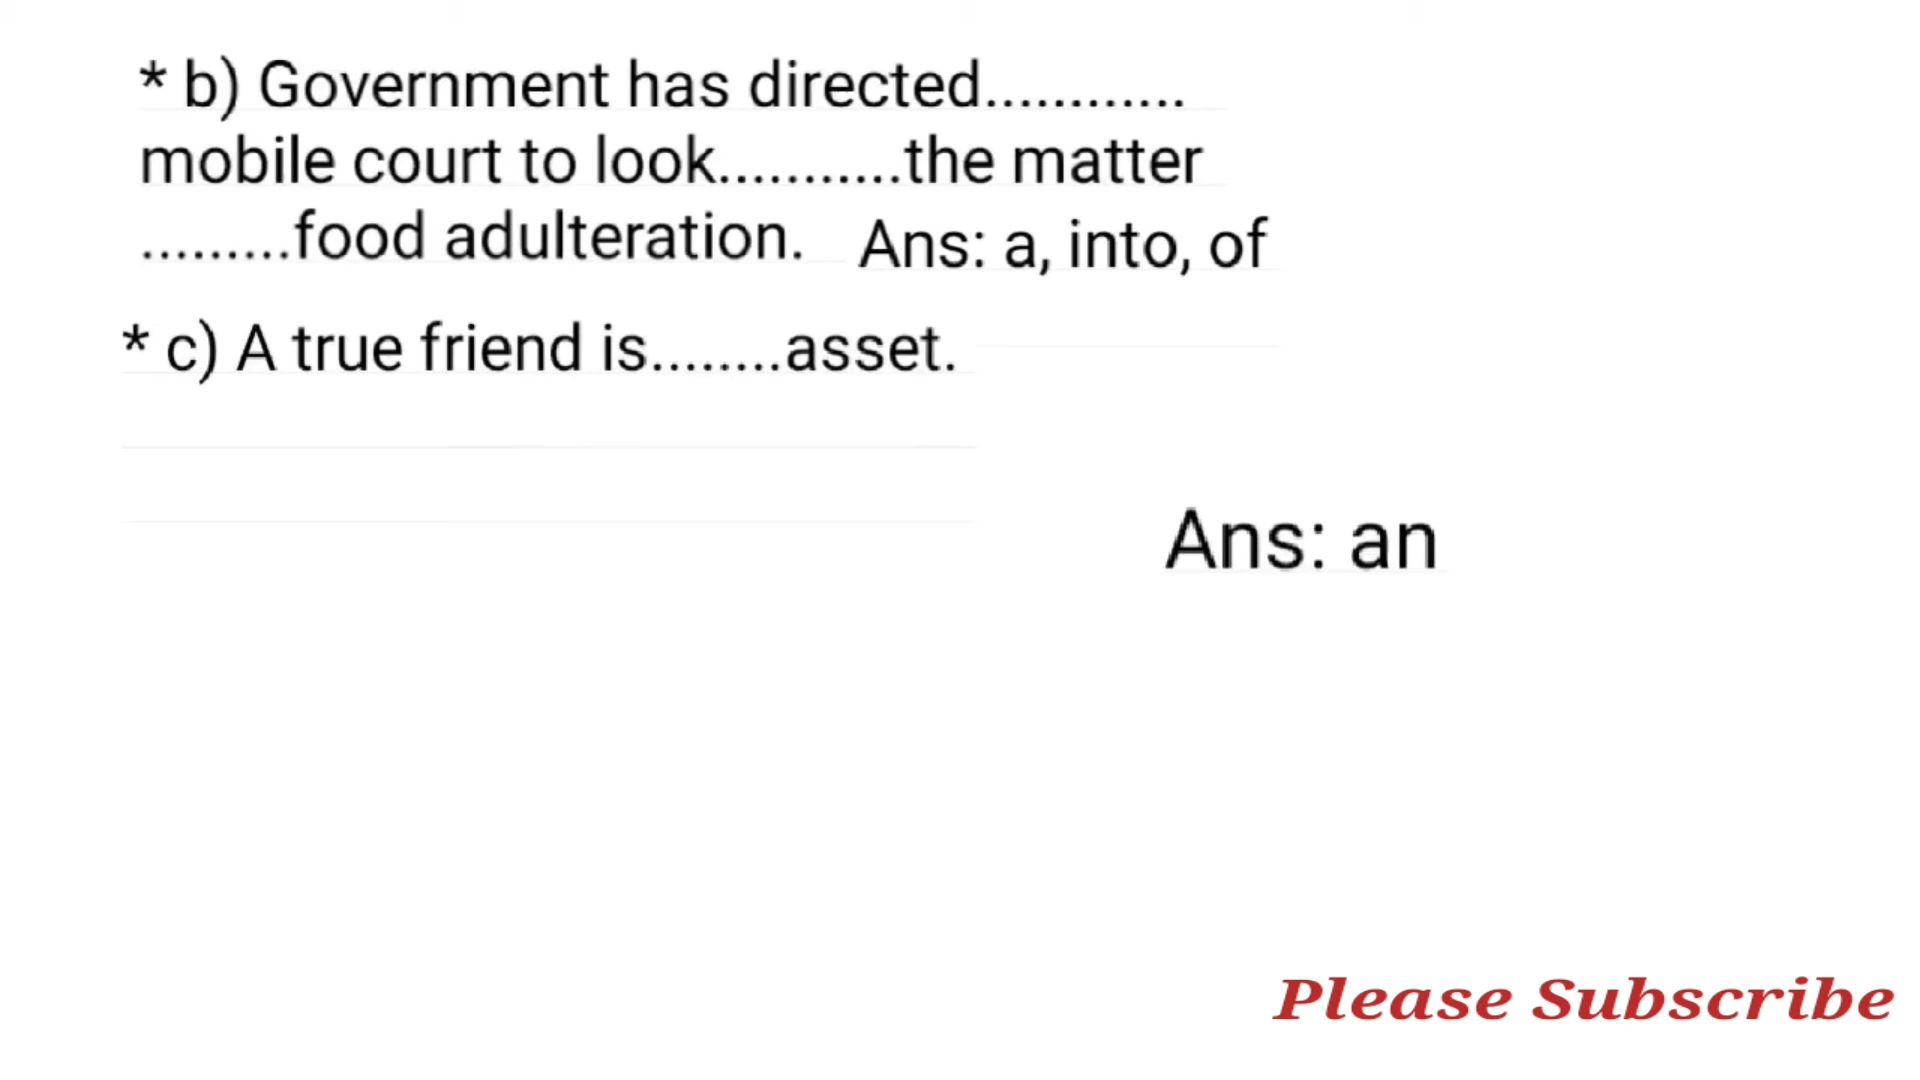 * b) Government has directed............
mobile court to look...........the matter
.........food adulteration. Ans: a, into, of
* c) A true friend is........asset.
Ans: an
Please Subscribe